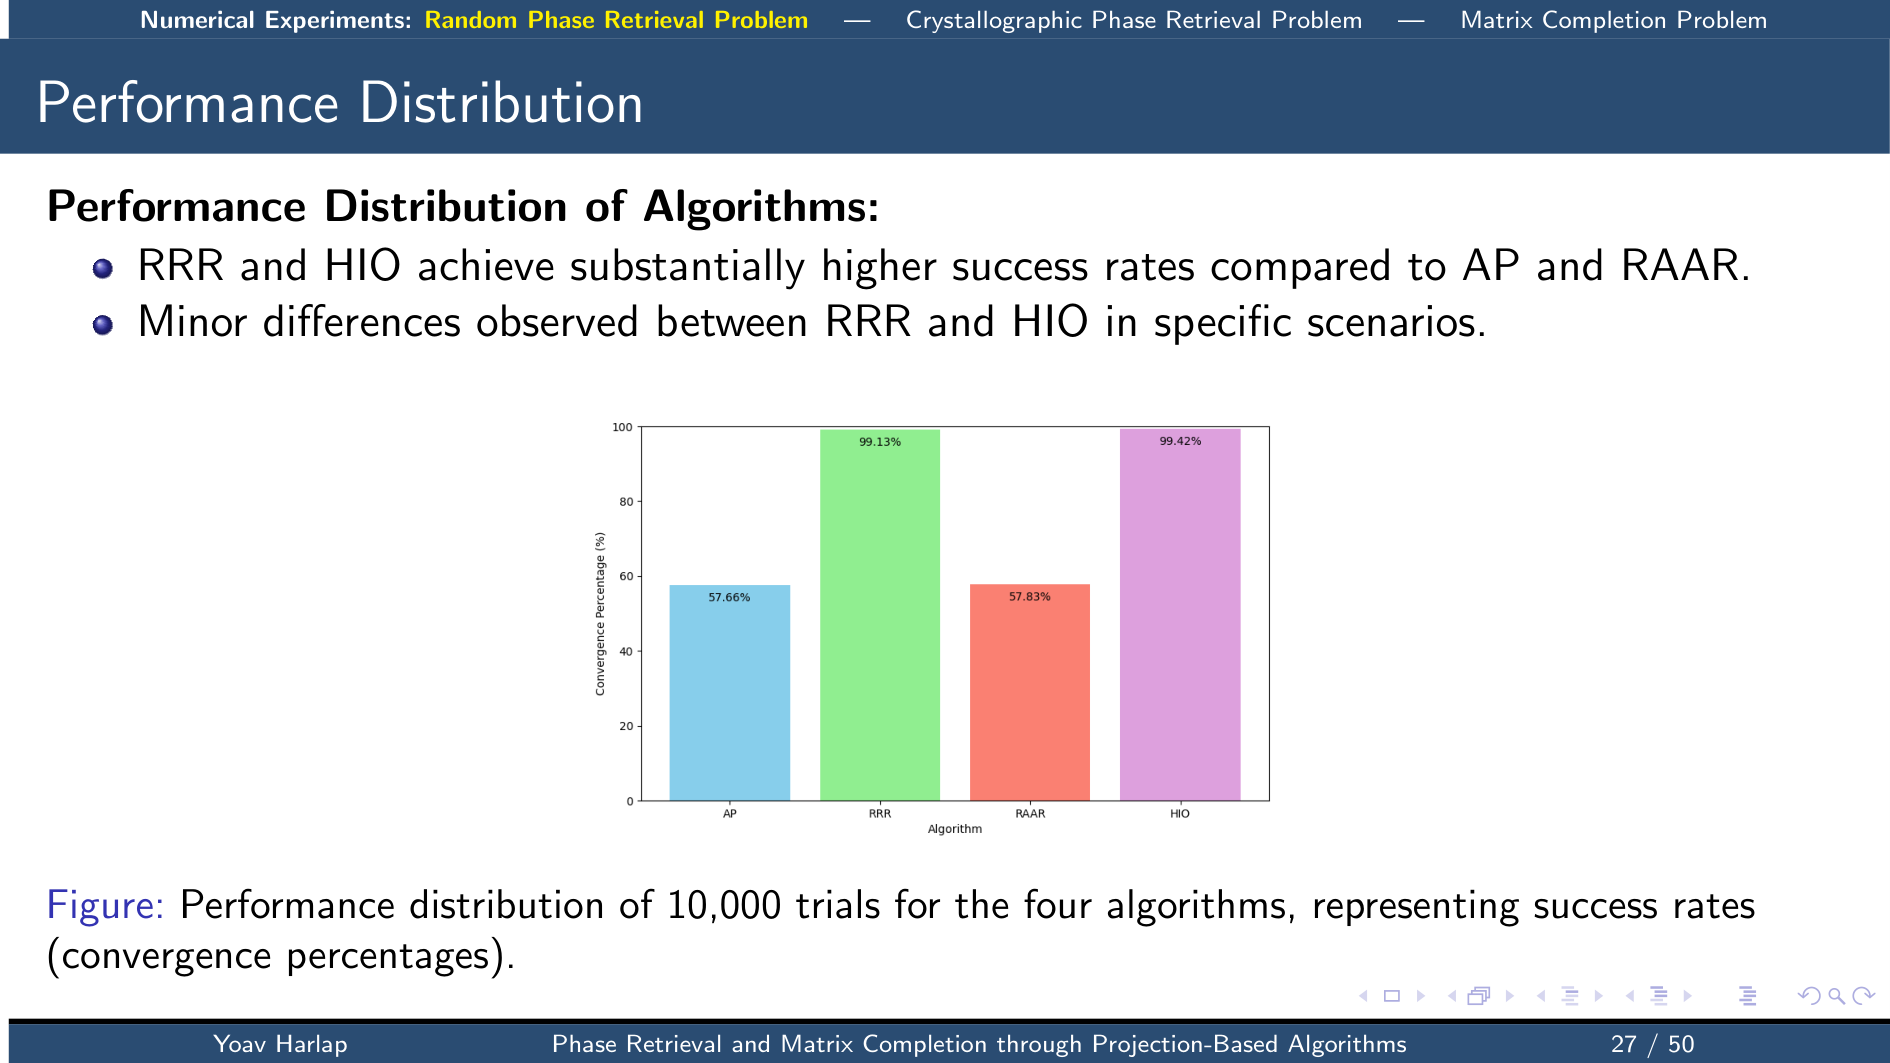 Numerical Experiments: Random Phase Retrieval Problem — Crystallographic Phase Retrieval Problem — Matrix Completion Problem
Performance Distribution
Performance Distribution of Algorithms:
RRR and HIO achieve substantially higher success rates compared to AP and RAAR.
Minor differences observed between RRR and HIO in specific scenarios.
100
80
60
40
20
0
Convergence Percentage (%)
57.66%
99.13%
57.83%
99.42%
AP RRR RAAR HIO
Algorithm
Figure: Performance distribution of 10,000 trials for the four algorithms, representing success rates
(convergence percentages).
Yoav Harlap Phase Retrieval and Matrix Completion through Projection-Based Algorithms 27 / 50